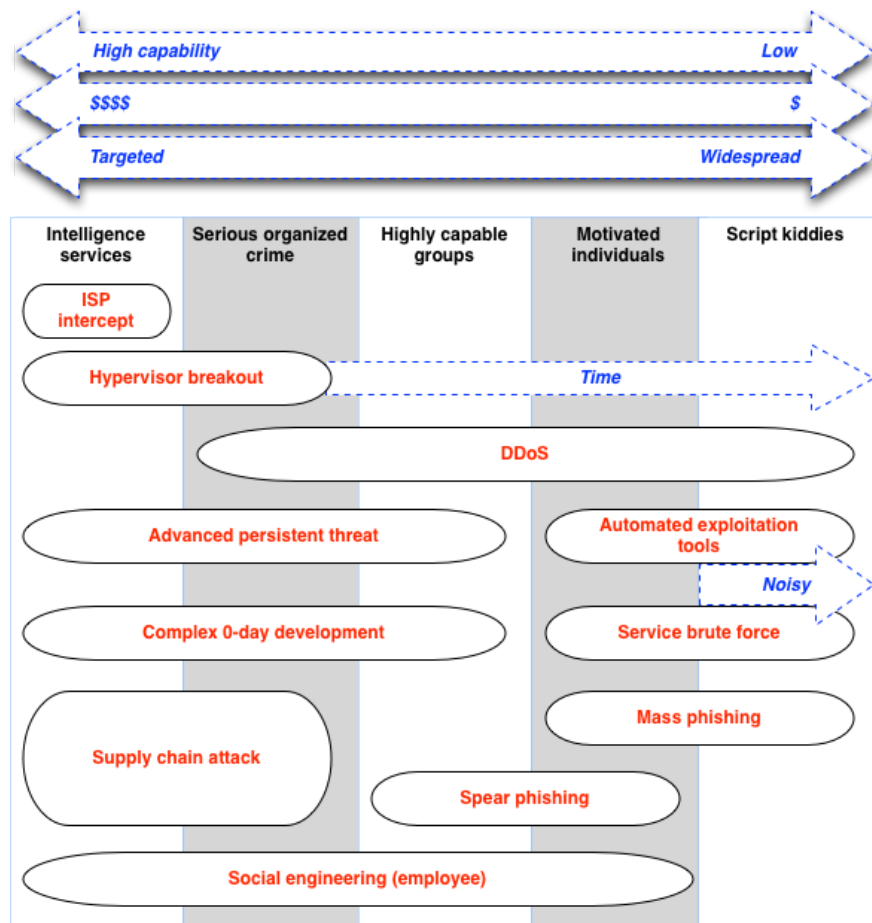 High capability Low
$$$$ $
Targeted Widespread
Intelligence services
Serious organized crime
Highly capable groups
Motivated individuals
Script kiddies
ISP
intercept
Hypervisor breakout
Time
DDoS
Advanced persistent threat
Automated exploitation
tools
Noisy
Complex 0-day development
Service brute force
Mass phishing
Supply chain attack
Spear phishing
Social engineering (employee)